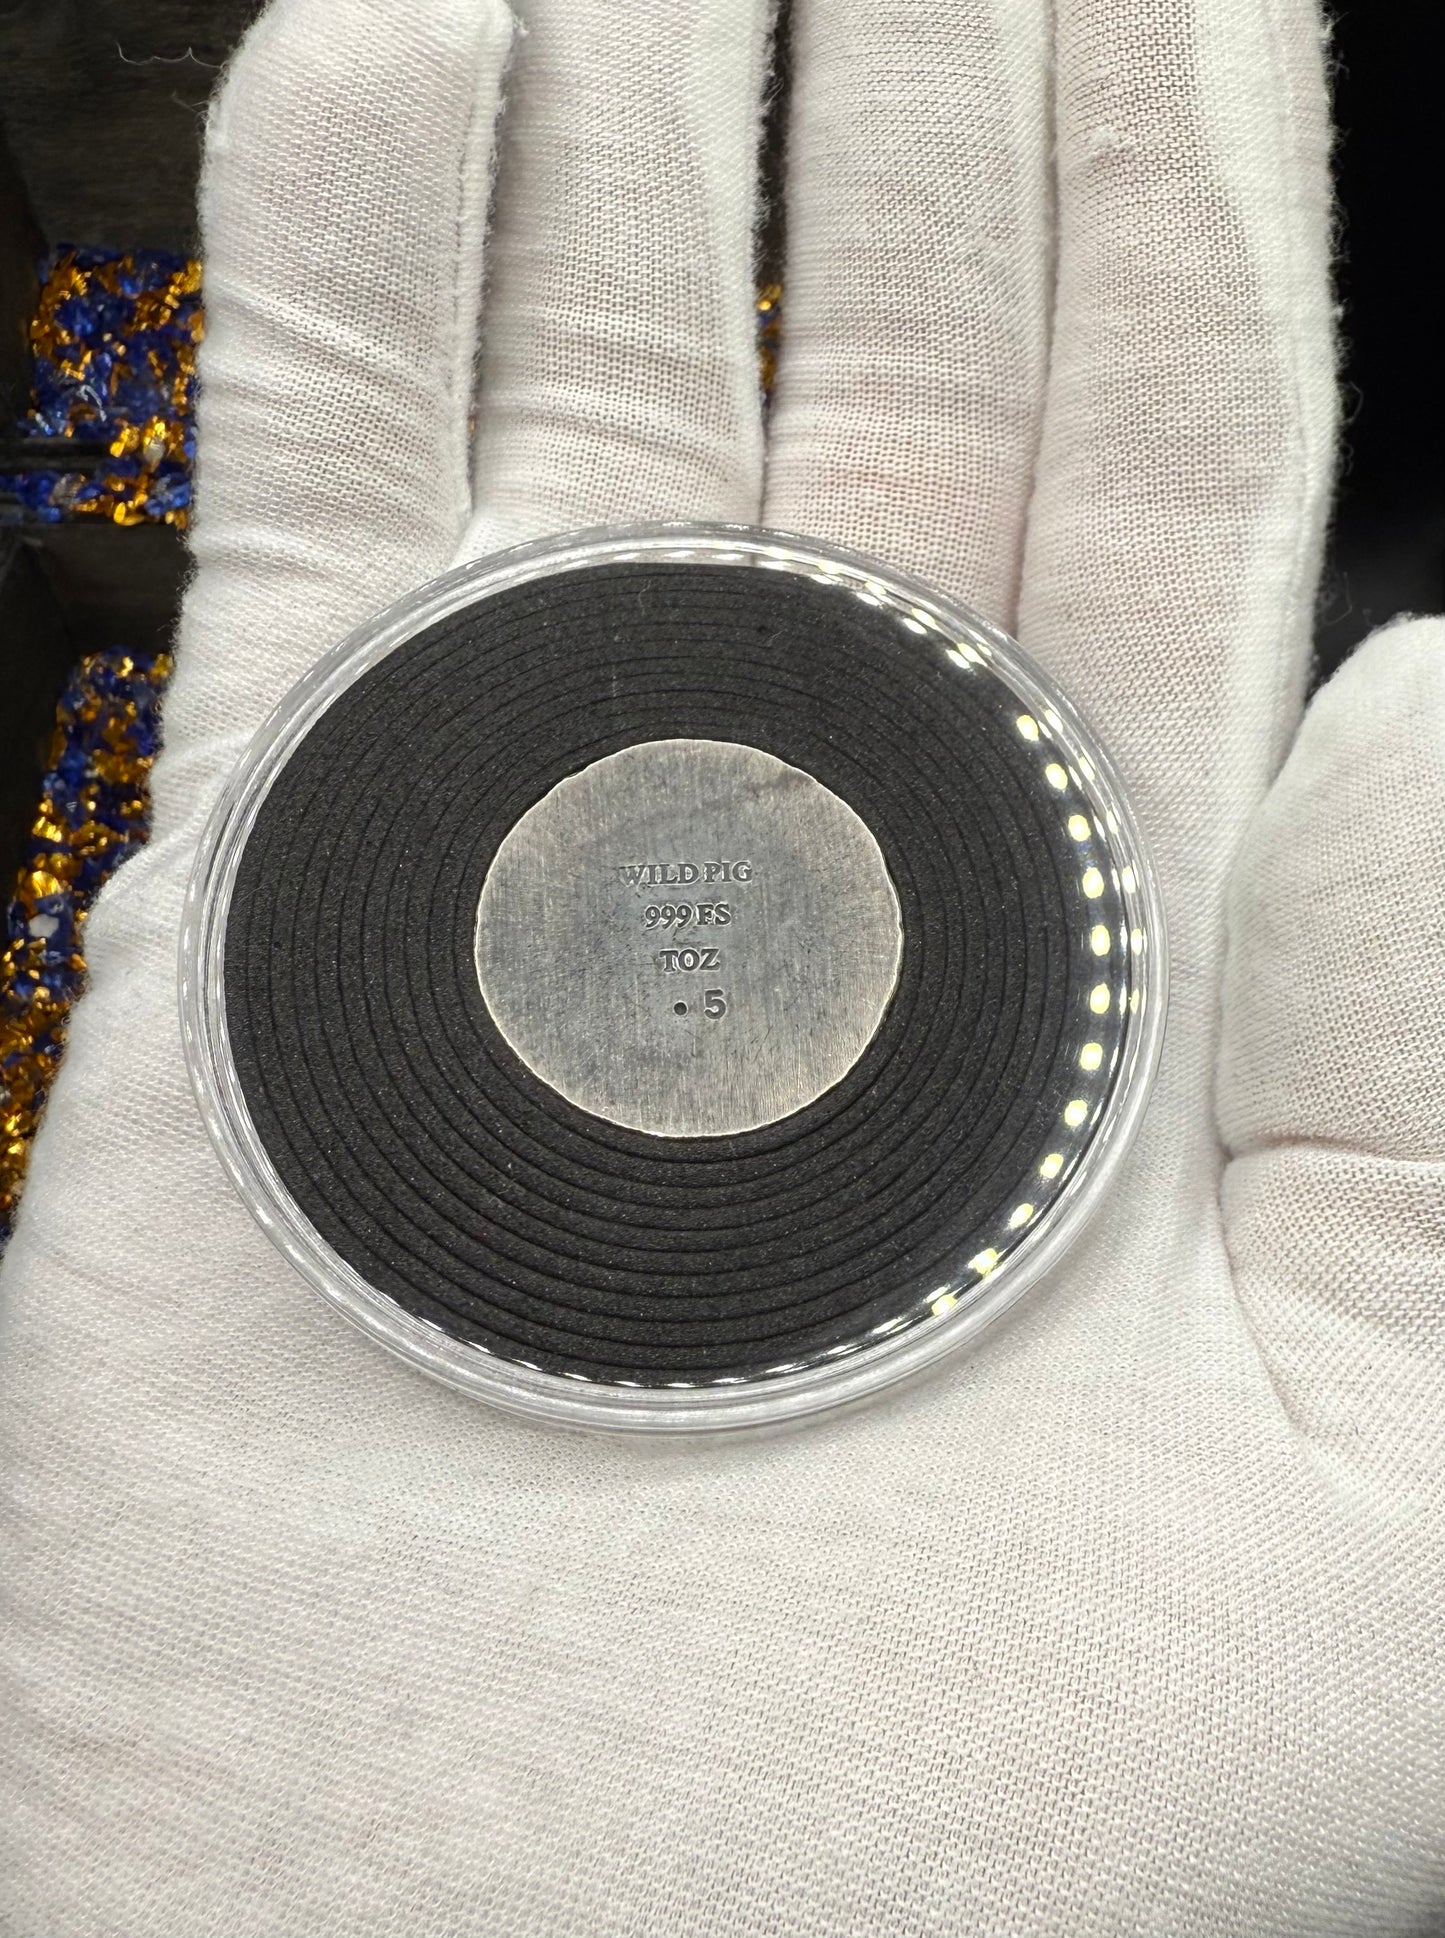 WILD PIG
999 FS
TOZ
• 5